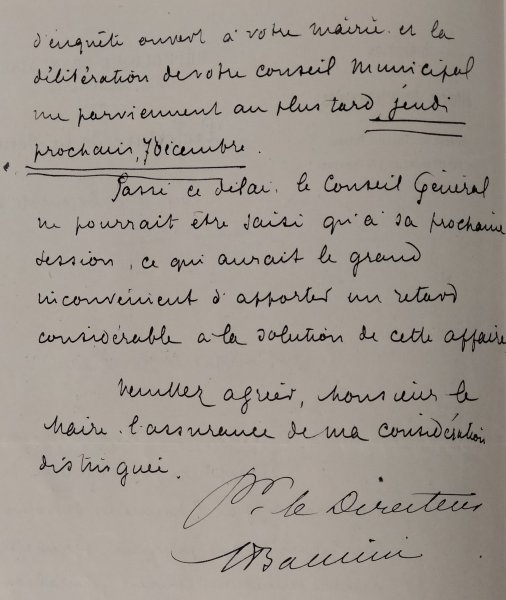 d'enquête ouvert à votre mairie et la
délibération de votre conseil municipal
me parviennent au plus tard, jeudi
prochain, 7 décembre.
Passé ce délai, le Conseil Général
ne pourrait être saisi qu'à sa prochaine
session, ce qui aurait le grand
inconvénient d'apporter un retard
considérable à la solution de cette affaire
Veuillez agréer, Monsieur le
Maire, l'assurance de ma considération
distinguée.
Pr le Directeur